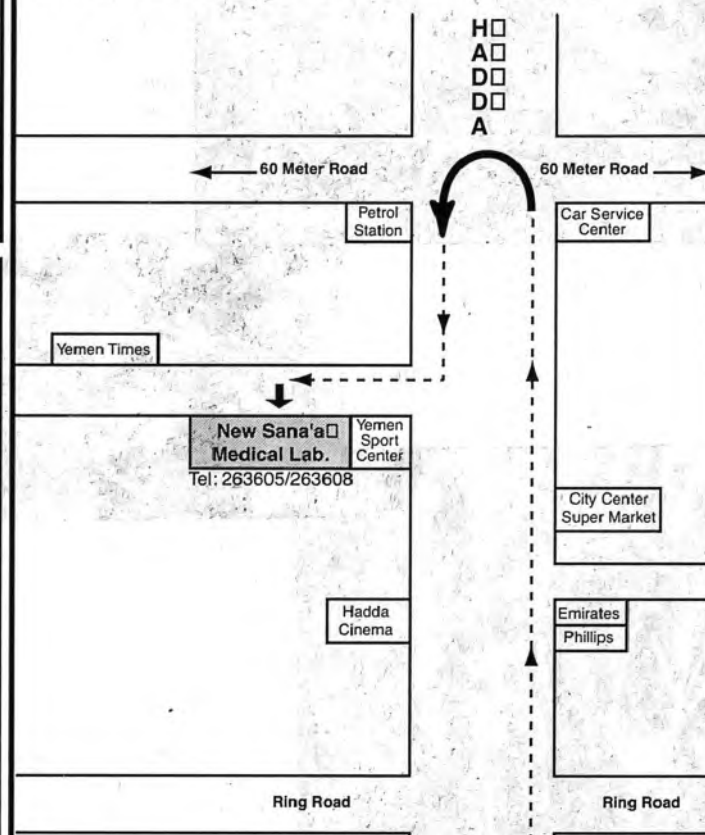 H□
A□
D□
D□
A
60 Meter Road
60 Meter Road
Petrol
Station
Car Service
Center
Yemen Times
New Sana'a□
Medical Lab.
Yemen
Sport
Center
Tel: 263605/263608
City Center
Super Market
Hadda
Cinema
Emirates
Phillips
Ring Road
Ring Road